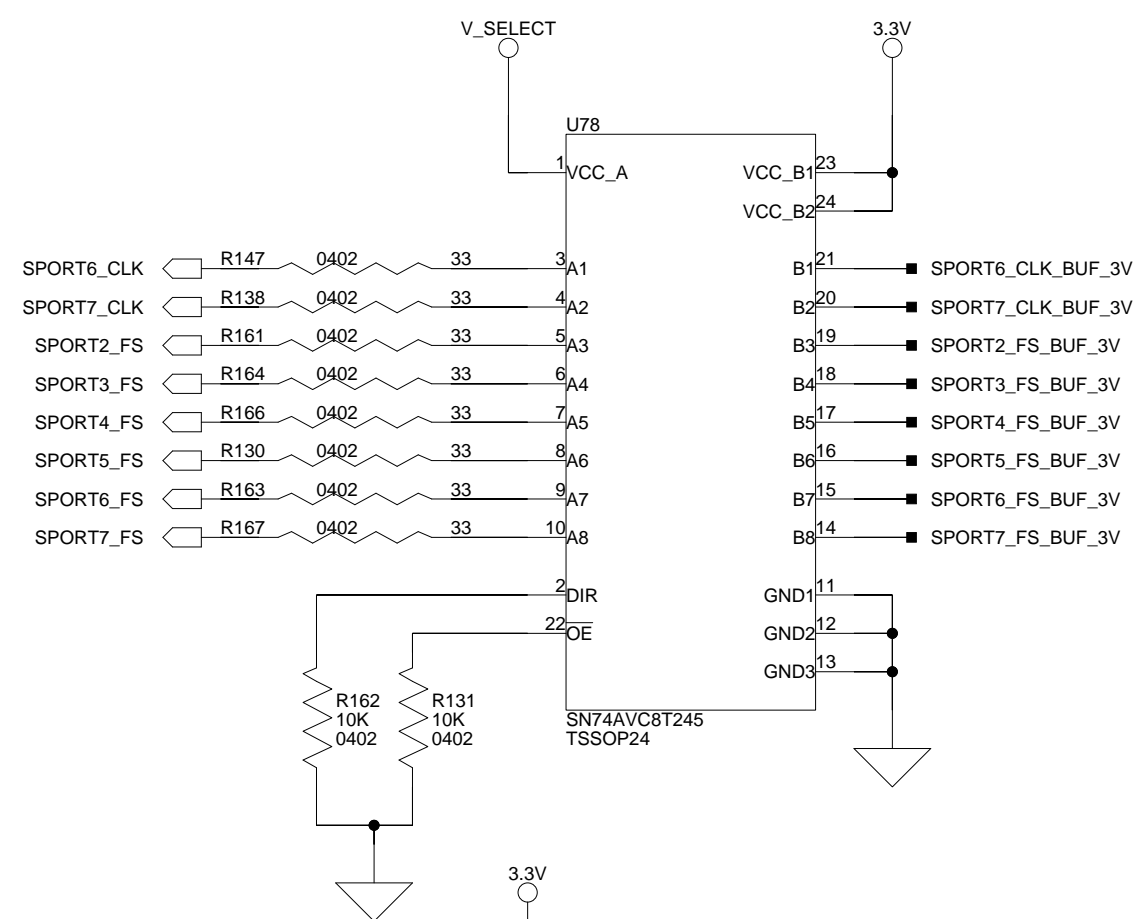 V_SELECT
3.3V
U78
1 VCC_A VCC_B1 23
VCC_B2 24
SPORT6_CLK R147 0402 33 3 A1 B1 21 SPORT6_CLK_BUF_3V
SPORT7_CLK R138 0402 33 4 A2 B2 20 SPORT7_CLK_BUF_3V
SPORT2_FS R161 0402 33 5 A3 B3 19 SPORT2_FS_BUF_3V
SPORT3_FS R164 0402 33 6 A4 B4 18 SPORT3_FS_BUF_3V
SPORT4_FS R166 0402 33 7 A5 B5 17 SPORT4_FS_BUF_3V
SPORT5_FS R130 0402 33 8 A6 B6 16 SPORT5_FS_BUF_3V
SPORT6_FS R163 0402 33 9 A7 B7 15 SPORT6_FS_BUF_3V
SPORT7_FS R167 0402 33 10 A8 B8 14 SPORT7_FS_BUF_3V
2 DIR GND1 11
22 OE GND2 12
GND3 13
R162
10K
0402
R131
10K
0402
SN74AVC8T245
TSSOP24
3.3V